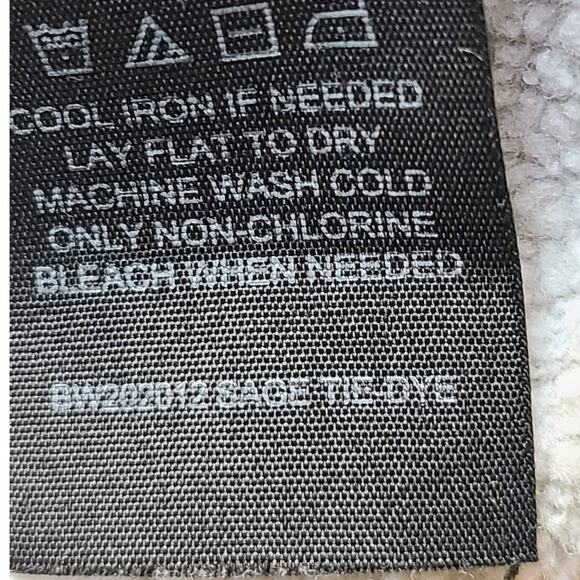 COOL IRON IF NEEDED
LAY FLAT TO DRY
MACHINE WASH COLD
ONLY NON-CHLORINE
BLEACH WHEN NEEDED
BW202012 SAGE TIE-DYE